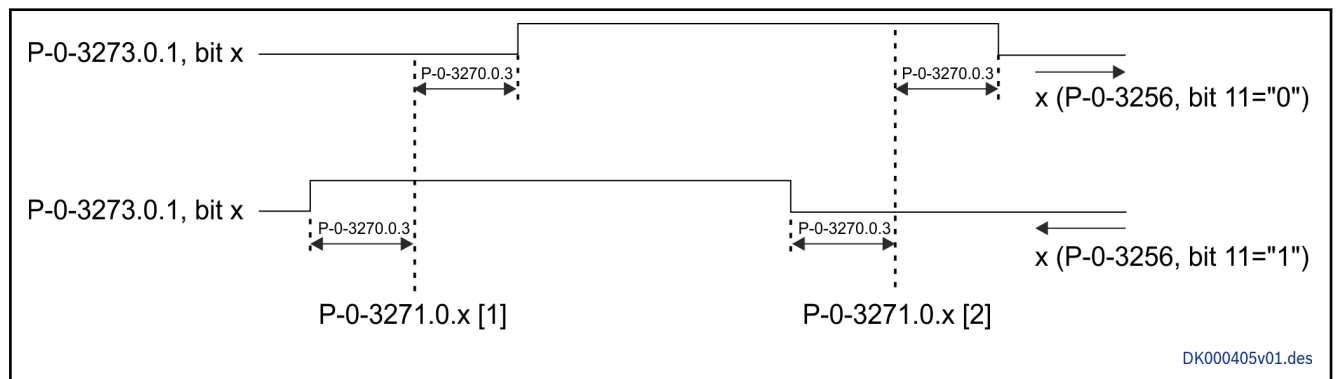 P-0-3273.0.1, bit x
P-0-3270.0.3
P-0-3270.0.3
x (P-0-3256, bit 11="0")
P-0-3273.0.1, bit x
P-0-3270.0.3
P-0-3270.0.3
x (P-0-3256, bit 11="1")
P-0-3271.0.x [1]
P-0-3271.0.x [2]
DK000405v01.des